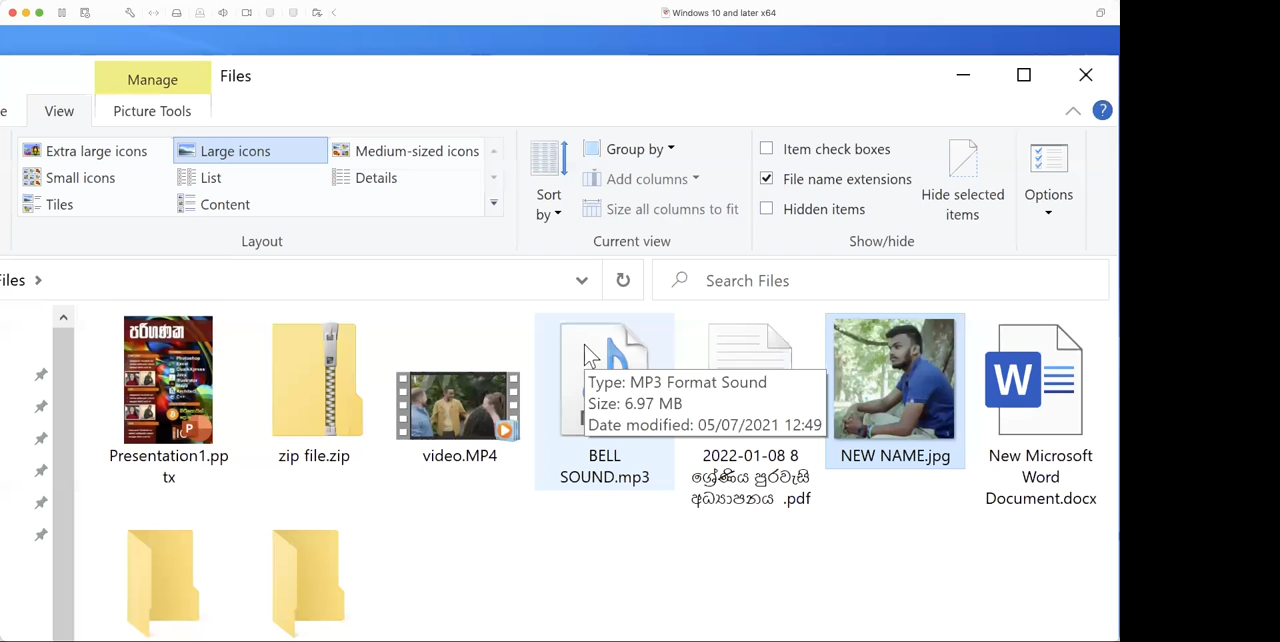 Windows 10 and later x64
Manage
Files
e
View
Picture Tools
?
Extra large icons
Large icons
Medium-sized icons
Small icons
List
Details
Tiles
Content
Layout
Sort
by
Group by
Add columns
Size all columns to fit
Current view
Item check boxes
File name extensions
Hidden items
Show/hide
Hide selected
items
Options
Files
Search Files
පරිගණක
P
Type: MP3 Format Sound
Size: 6.97 MB
Date modified: 05/07/2021 12:49
W
Presentation1.pp
tx
zip file.zip
video.MP4
BELL
SOUND.mp3
2022-01-08 8
ශ්‍රේණිය පුරවැසි
අධ්‍යාපනය .pdf
NEW NAME.jpg
New Microsoft
Word
Document.docx